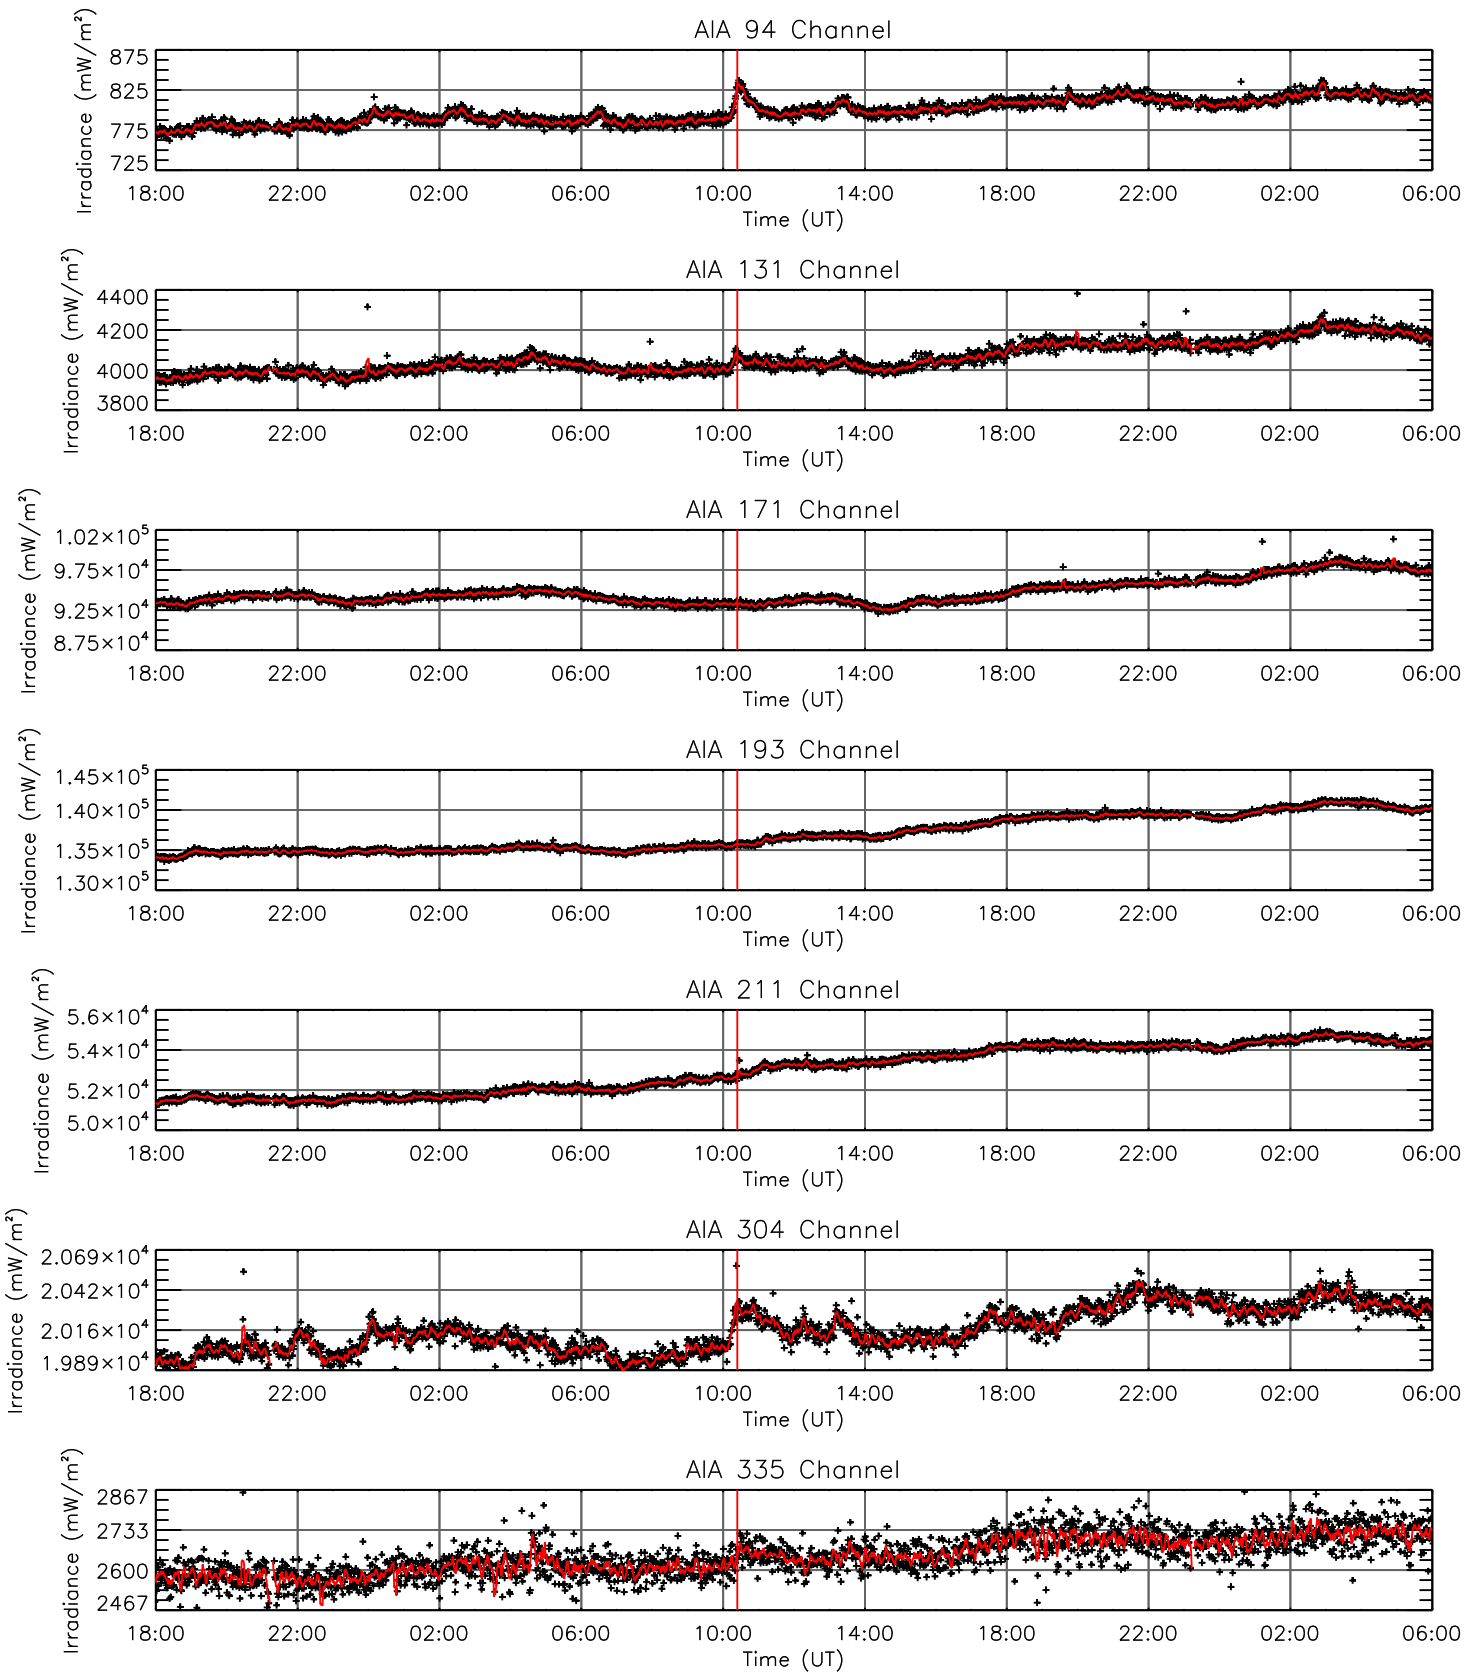 AIA 94 Channel
Irradiance (mW/m²)
875
825
775
725
18:00 22:00 02:00 06:00 10:00 14:00 18:00 22:00 02:00 06:00
Time (UT)
AIA 131 Channel
Irradiance (mW/m²)
4400
4200
4000
3800
18:00 22:00 02:00 06:00 10:00 14:00 18:00 22:00 02:00 06:00
Time (UT)
AIA 171 Channel
Irradiance (mW/m²)
1.02×10⁵
9.75×10⁴
9.25×10⁴
8.75×10⁴
18:00 22:00 02:00 06:00 10:00 14:00 18:00 22:00 02:00 06:00
Time (UT)
AIA 193 Channel
Irradiance (mW/m²)
1.45×10⁵
1.40×10⁵
1.35×10⁵
1.30×10⁵
18:00 22:00 02:00 06:00 10:00 14:00 18:00 22:00 02:00 06:00
Time (UT)
AIA 211 Channel
Irradiance (mW/m²)
5.6×10⁴
5.4×10⁴
5.2×10⁴
5.0×10⁴
18:00 22:00 02:00 06:00 10:00 14:00 18:00 22:00 02:00 06:00
Time (UT)
AIA 304 Channel
Irradiance (mW/m²)
2.069×10⁴
2.042×10⁴
2.016×10⁴
1.989×10⁴
18:00 22:00 02:00 06:00 10:00 14:00 18:00 22:00 02:00 06:00
Time (UT)
AIA 335 Channel
Irradiance (mW/m²)
2867
2733
2600
2467
18:00 22:00 02:00 06:00 10:00 14:00 18:00 22:00 02:00 06:00
Time (UT)